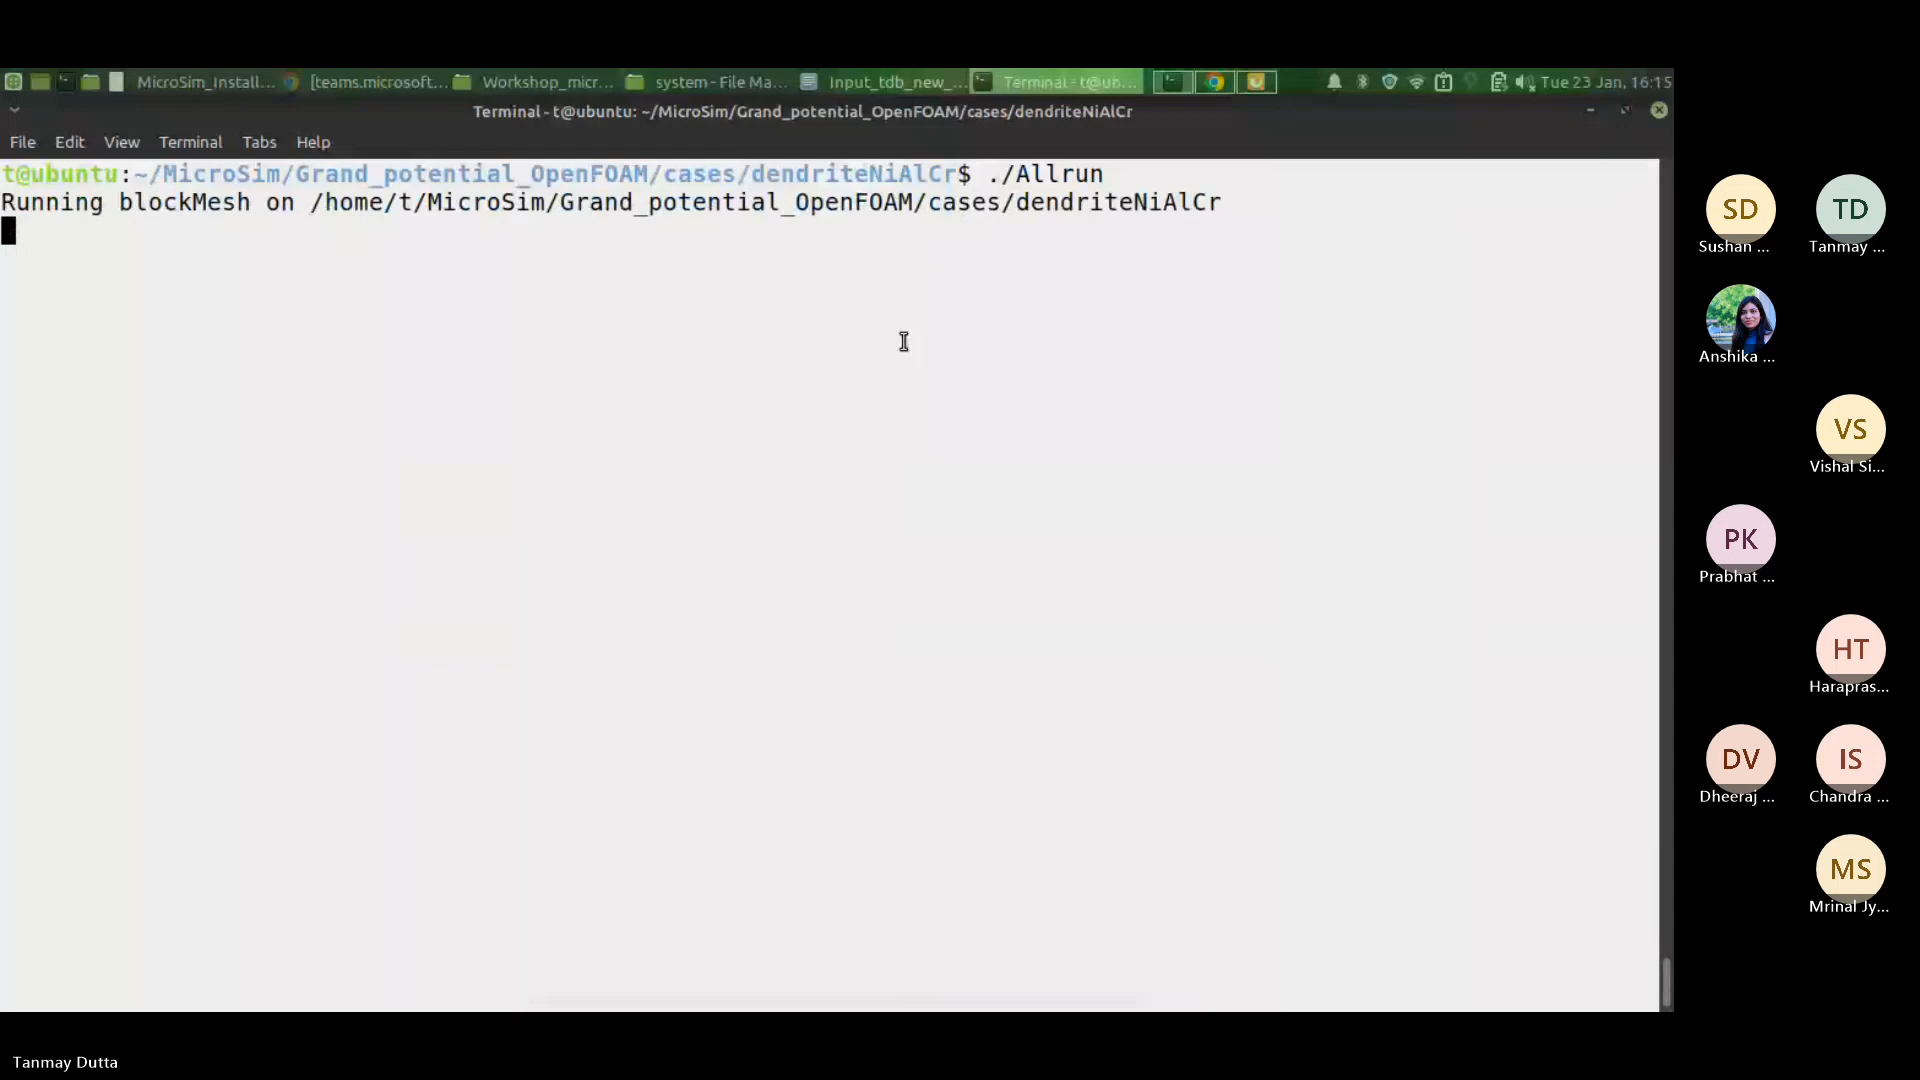 MicroSim_Install...
[teams.microsoft...
Workshop_micr...
system - File Ma...
Input_tdb_new_...
Terminal - t@ub...
Tue 23 Jan, 16:15
Terminal - t@ubuntu: ~/MicroSim/Grand_potential_OpenFOAM/cases/dendriteNiAlCr
File Edit View Terminal Tabs Help
t@ubuntu:~/MicroSim/Grand_potential_OpenFOAM/cases/dendriteNiAlCr$ ./Allrun
Running blockMesh on /home/t/MicroSim/Grand_potential_OpenFOAM/cases/dendriteNiAlCr
SD
Sushan ...
TD
Tanmay ...
Anshika ...
VS
Vishal Si...
PK
Prabhat ...
HT
Harapras...
DV
Dheeraj ...
IS
Chandra ...
MS
Mrinal Jy...
Tanmay Dutta